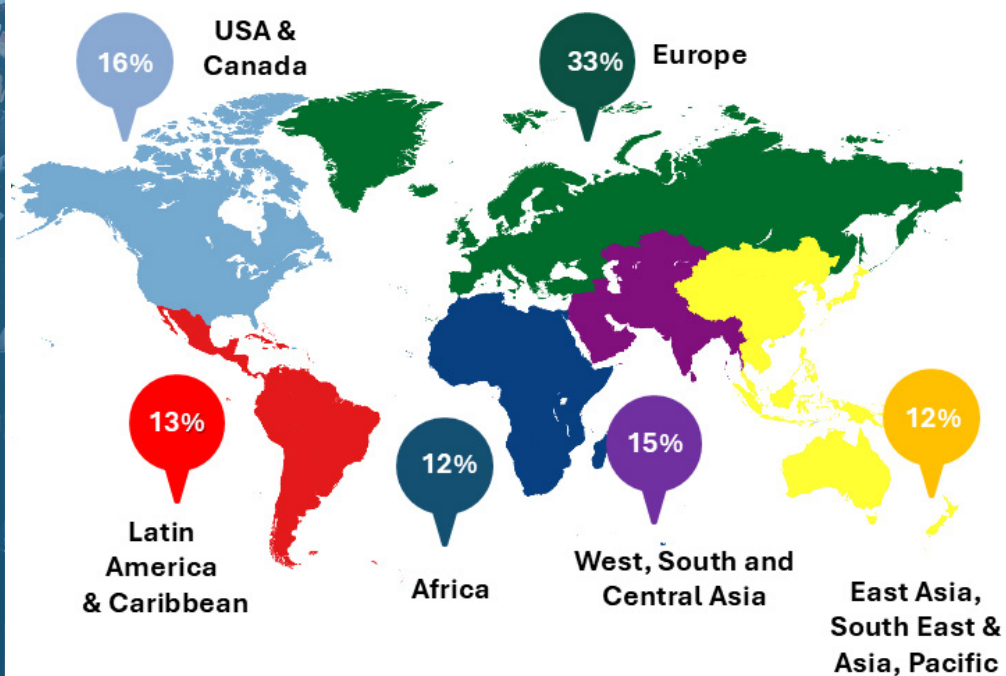 USA &
Canada
16%
33%
Europe
13%
Latin
America
& Caribbean
12%
Africa
15%
West, South and
Central Asia
12%
East Asia,
South East &
Asia, Pacific